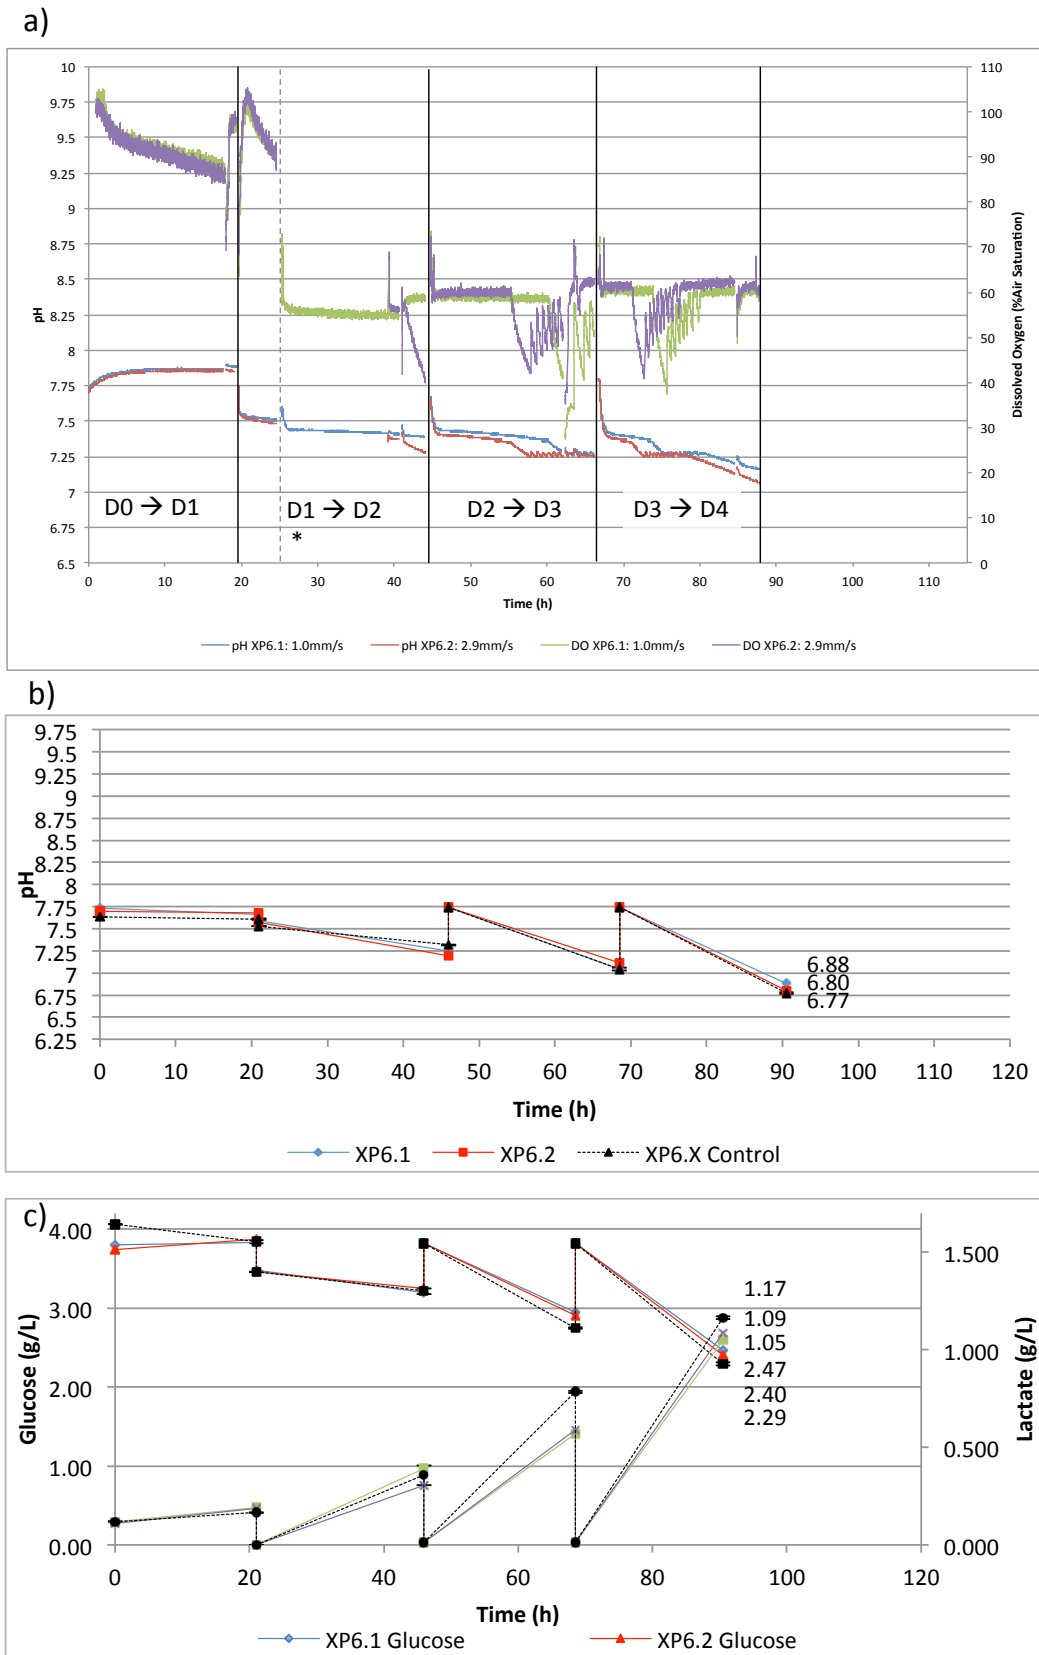 a)
10
9.75
9.5
9.25
9
8.75
8.5
8.25
8
7.75
7.5
7.25
7
6.75
6.5
pH
110
100
90
80
70
60
50
40
30
20
10
0
Dissolved Oxygen (%Air Saturation)
D0 → D1
D1 → D2
*
D2 → D3
D3 → D4
0 10 20 30 40 50 60 70 80 90 100 110
Time (h)
pH XP6.1: 1.0mm/s pH XP6.2: 2.9mm/s DO XP6.1: 1.0mm/s DO XP6.2: 2.9mm/s
b)
9.75
9.5
9.25
9
8.75
8.5
8.25
8
7.75
7.5
7.25
7
6.75
6.5
6.25
pH
6.88
6.80
6.77
0 10 20 30 40 50 60 70 80 90 100 110 120
Time (h)
XP6.1 XP6.2 XP6.X Control
c)
4.00
3.00
2.00
1.00
0.00
Glucose (g/L)
1.17
1.09
1.05
2.47
2.40
2.29
1.500
1.000
0.500
0.000
Lactate (g/L)
0 20 40 60 80 100 120
Time (h)
XP6.1 Glucose XP6.2 Glucose